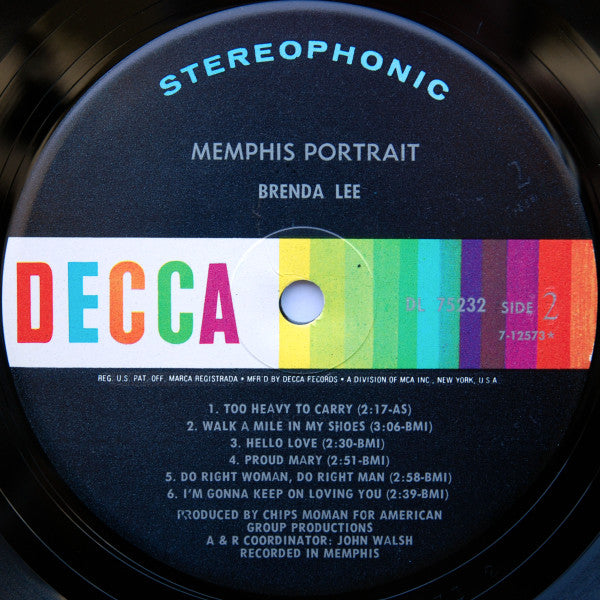 STEREOPHONIC
MEMPHIS PORTRAIT
BRENDA LEE
DECCA
DL 75232 SIDE 2
7-12573*
REG. U.S. PAT. OFF. MARCA REGISTRADA • MFR'D BY DECCA RECORDS • A DIVISION OF MCA INC., NEW YORK, U.S.A
1. TOO HEAVY TO CARRY (2:17-AS)
2. WALK A MILE IN MY SHOES (3:06-BMI)
3. HELLO LOVE (2:30-BMI)
4. PROUD MARY (2:51-BMI)
5. DO RIGHT WOMAN, DO RIGHT MAN (2:58-BMI)
6. I'M GONNA KEEP ON LOVING YOU (2:39-BMI)
PRODUCED BY CHIPS MOMAN FOR AMERICAN
GROUP PRODUCTIONS
A & R COORDINATOR: JOHN WALSH
RECORDED IN MEMPHIS